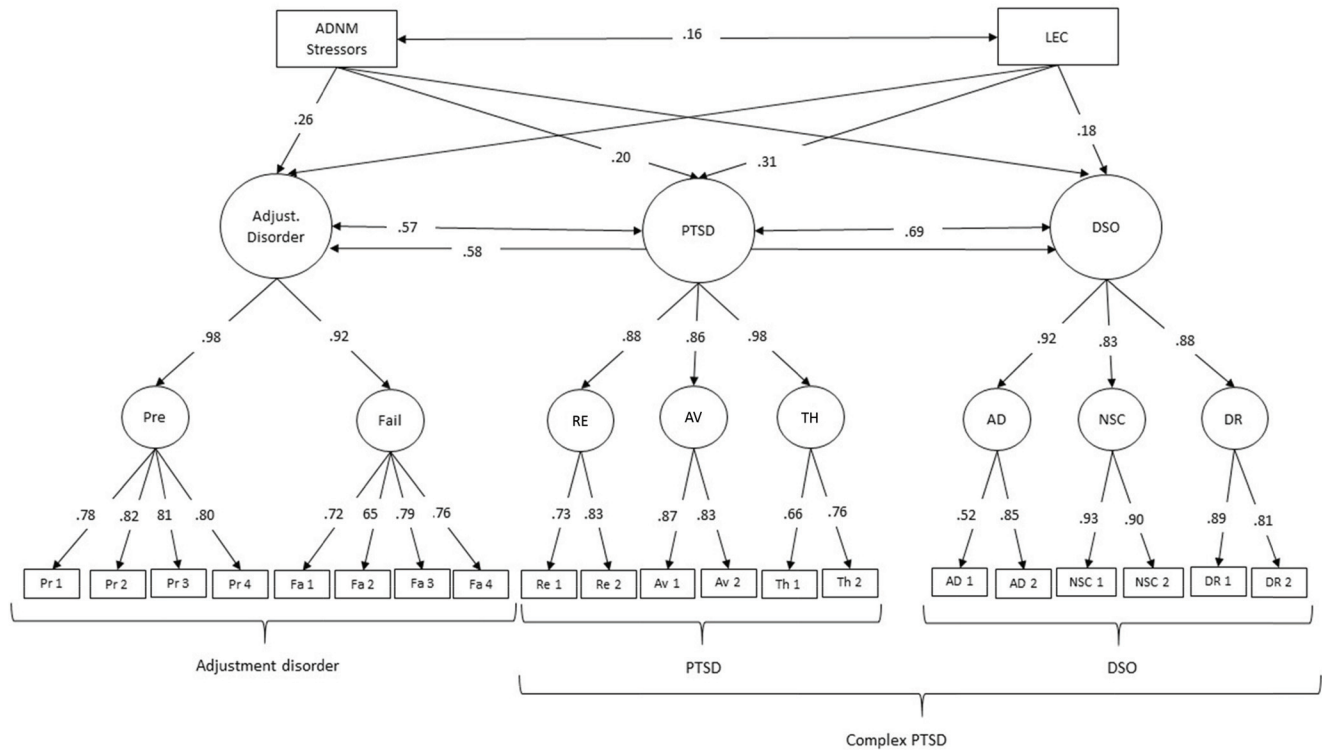 ADNM
Stressors
.16
LEC
.26
.20
.31
.18
Adjust.
Disorder
.57
PTSD
.69
DSO
.58
.98
.92
.88
.86
.98
.92
.83
.88
Pre
Fail
RE
AV
TH
AD
NSC
DR
.78
.82
81
.80
.72
65
.79
.76
.73
.83
.87
.83
.66
.76
.52
.85
.93
.90
.89
.81
Pr 1
Pr 2
Pr 3
Pr 4
Fa 1
Fa 2
Fa 3
Fa 4
Re 1
Re 2
Av 1
Av 2
Th 1
Th 2
AD 1
AD 2
NSC 1
NSC 2
DR 1
DR 2
Adjustment disorder
PTSD
DSO
Complex PTSD